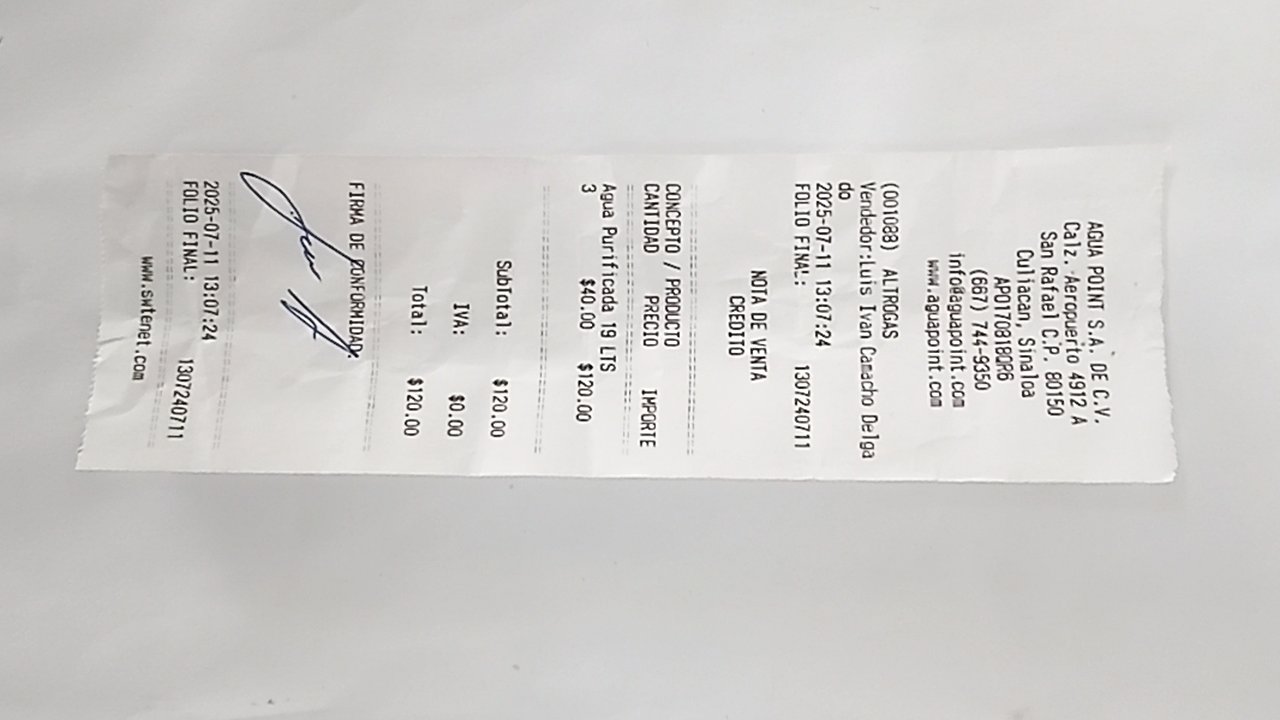 AGUA POINT S.A. DE C.V.
Calz. Aeropuerto 4912 A
San Rafael C.P. 80150
Culiacan, Sinaloa
APO170818QR6
(667) 744-9350
info@aguapoint.com
www.aguapoint.com
(001088) ALTROGAS
Vendedor:Luis Ivan Camacho Delga
do
2025-07-11 13:07:24
FOLIO FINAL: 1307240711
NOTA DE VENTA
CREDITO
CONCEPTO / PRODUCTO
CANTIDAD PRECIO IMPORTE
Agua Purificada 19 LTS
3 $40.00 $120.00
SubTotal: $120.00
IVA: $0.00
Total: $120.00
FIRMA DE CONFORMIDAD.
2025-07-11 13:07:24
FOLIO FINAL: 1307240711
www.swtenet.com